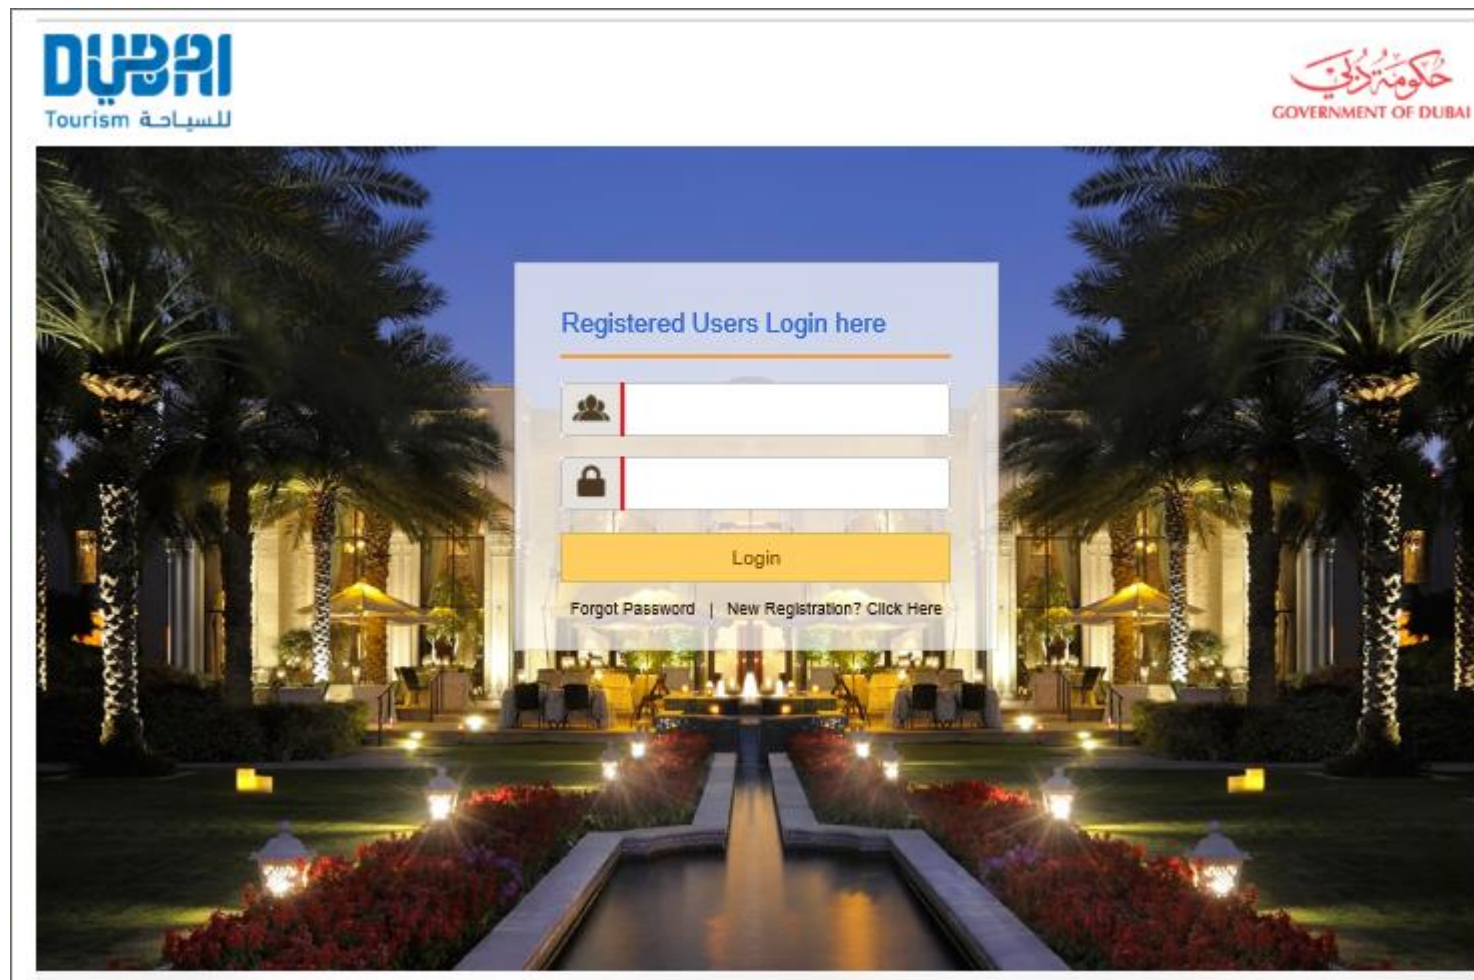 DUBAI
دبي
Tourism للسياحة
حكومة دبي
GOVERNMENT OF DUBAI
Registered Users Login here
Login
Forgot Password | New Registration? Click Here